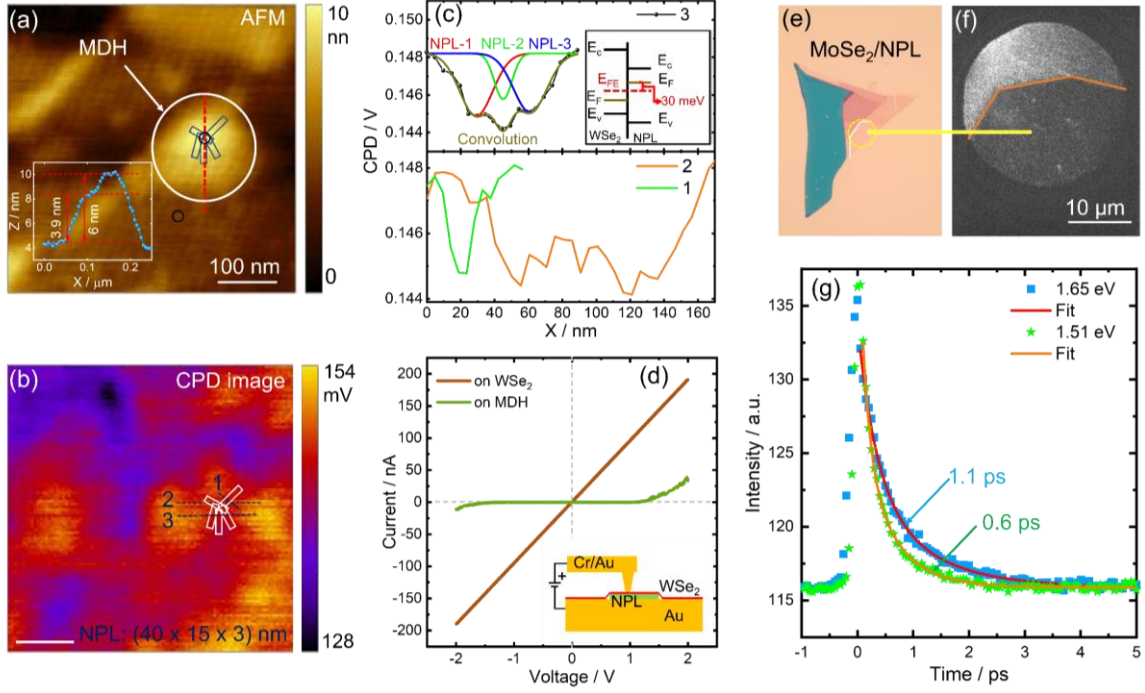 (a)
AFM
MDH
10
nn
0
Z / nm
10
8
6
4
3.9 nm
6 nm
0.0
0.1
0.2
X / μm
100 nm
(b)
CPD image
154
mV
128
1
2
3
NPL: (40 x 15 x 3) nm
(c)
3
NPL-1
NPL-2
NPL-3
Convolution
E_c
E_c
E_FE
E_F
E_F
30 meV
E_v
E_v
WSe₂
NPL
CPD / V
0.150
0.148
0.146
0.144
0.148
0.146
0.144
2
1
0
20
40
60
80
100
120
140
160
X / nm
(d)
on WSe₂
on MDH
Current / nA
200
150
100
50
0
-50
-100
-150
-200
-2
-1
0
1
2
Voltage / V
Cr/Au
+
WSe₂
NPL
Au
(e)
MoSe₂/NPL
(f)
10 μm
(g)
1.65 eV
Fit
1.51 eV
Fit
1.1 ps
0.6 ps
Intensity / a.u.
135
130
125
120
115
-1
0
1
2
3
4
5
Time / ps